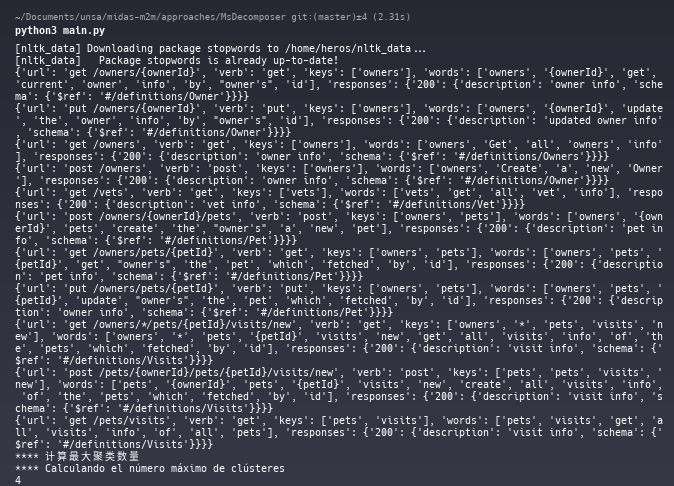 ~/Documents/unsa/midas-m2m/approaches/MsDecomposer git:(master)±4 (2.31s)
python3 main.py
[nltk_data] Downloading package stopwords to /home/heros/nltk_data...
[nltk_data]   Package stopwords is already up-to-date!
{'url': 'get /owners/{ownerId}', 'verb': 'get', 'keys': ['owners'], 'words': ['owners', '{ownerId}', 'get',
'current', 'owner', 'info', 'by', "owner's", 'id'], 'responses': {'200': {'description': 'owner info', 'sche
ma': {'$ref': '#/definitions/Owner'}}}}
{'url': 'put /owners/{ownerId}', 'verb': 'put', 'keys': ['owners'], 'words': ['owners', '{ownerId}', 'update
', 'the', 'owner', 'info', 'by', "owner's", 'id'], 'responses': {'200': {'description': 'updated owner info'
, 'schema': {'$ref': '#/definitions/Owner'}}}}
{'url': 'get /owners', 'verb': 'get', 'keys': ['owners'], 'words': ['owners', 'Get', 'all', 'owners', 'info'
], 'responses': {'200': {'description': 'owner info', 'schema': {'$ref': '#/definitions/Owners'}}}}
{'url': 'post /owners', 'verb': 'post', 'keys': ['owners'], 'words': ['owners', 'Create', 'a', 'new', 'Owner
'], 'responses': {'200': {'description': 'owner info', 'schema': {'$ref': '#/definitions/Owner'}}}}
{'url': 'get /vets', 'verb': 'get', 'keys': ['vets'], 'words': ['vets', 'get', 'all', 'vet', 'info'], 'respo
nses': {'200': {'description': 'vet info', 'schema': {'$ref': '#/definitions/Vet'}}}}
{'url': 'post /owners/{ownerId}/pets', 'verb': 'post', 'keys': ['owners', 'pets'], 'words': ['owners', '{own
erId}', 'pets', 'create', 'the', "owner's", 'a', 'new', 'pet'], 'responses': {'200': {'description': 'pet in
fo', 'schema': {'$ref': '#/definitions/Pet'}}}}
{'url': 'get /owners/pets/{petId}', 'verb': 'get', 'keys': ['owners', 'pets'], 'words': ['owners', 'pets', '
{petId}', 'get', "owner's", 'the', 'pet', 'which', 'fetched', 'by', 'id'], 'responses': {'200': {'descriptio
n': 'pet info', 'schema': {'$ref': '#/definitions/Pet'}}}}
{'url': 'put /owners/pets/{petId}', 'verb': 'put', 'keys': ['owners', 'pets'], 'words': ['owners', 'pets', '
{petId}', 'update', "owner's", 'the', 'pet', 'which', 'fetched', 'by', 'id'], 'responses': {'200': {'descrip
tion': 'owner info', 'schema': {'$ref': '#/definitions/Pet'}}}}
{'url': 'get /owners/*/pets/{petId}/visits/new', 'verb': 'get', 'keys': ['owners', '*', 'pets', 'visits', 'n
ew'], 'words': ['owners', '*', 'pets', '{petId}', 'visits', 'new', 'get', 'all', 'visits', 'info', 'of', 'th
e', 'pets', 'which', 'fetched', 'by', 'id'], 'responses': {'200': {'description': 'visit info', 'schema': {'
$ref': '#/definitions/Visits'}}}}
{'url': 'post /pets/{ownerId}/pets/{petId}/visits/new', 'verb': 'post', 'keys': ['pets', 'pets', 'visits', '
new'], 'words': ['pets', '{ownerId}', 'pets', '{petId}', 'visits', 'new', 'create', 'all', 'visits', 'info',
 'of', 'the', 'pets', 'which', 'fetched', 'by', 'id'], 'responses': {'200': {'description': 'visit info', 's
chema': {'$ref': '#/definitions/Visits'}}}}
{'url': 'get /pets/visits', 'verb': 'get', 'keys': ['pets', 'visits'], 'words': ['pets', 'visits', 'get', 'a
ll', 'visits', 'info', 'of', 'all', 'pets'], 'responses': {'200': {'description': 'visit info', 'schema': {'
$ref': '#/definitions/Visits'}}}}
**** 计算最大聚类数量
**** Calculando el número máximo de clústeres
4